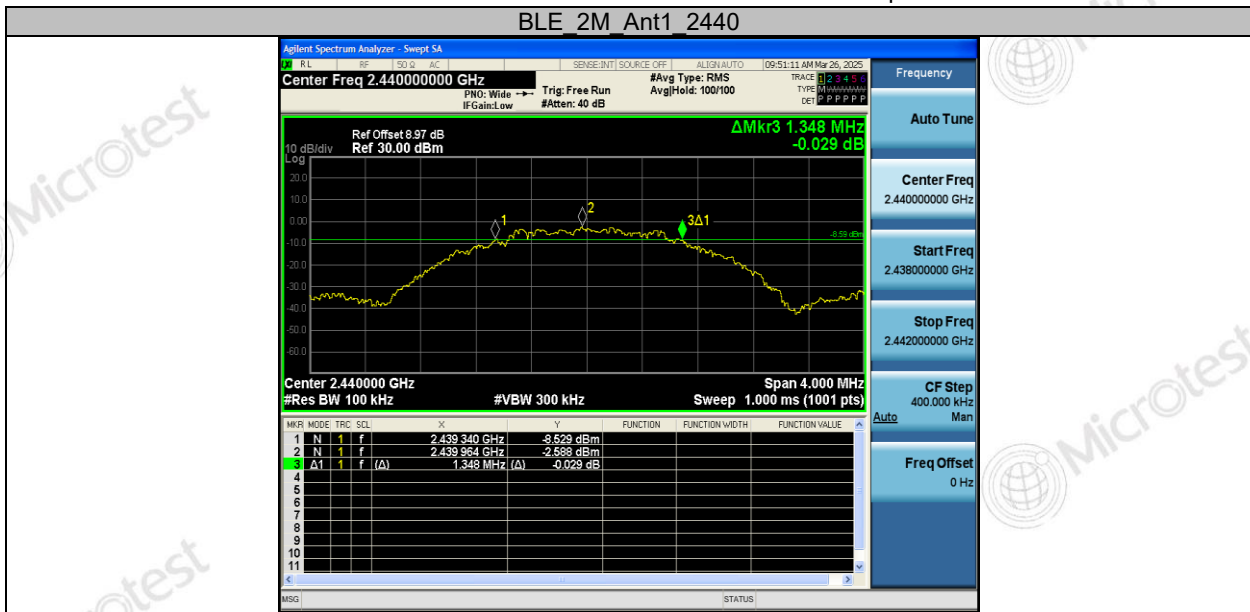 BLE_2M_Ant1_2440
Agilent Spectrum Analyzer - Swept SA
RL RF 50 Ω AC SENSE:INT SOURCE OFF ALIGNAUTO 09:51:11 AM Mar 26, 2025
Center Freq 2.440000000 GHz
PNO: Wide
IFGain:Low
Trig: Free Run
#Atten: 40 dB
#Avg Type: RMS
Avg|Hold: 100/100
TRACE 1 2 3 4 5 6
TYPE M
DET P P P P P P
Ref Offset 8.97 dB
10 dB/div Ref 30.00 dBm
Log
ΔMkr3 1.348 MHz
-0.029 dB
20.0
10.0
0.00
-10.0
-20.0
-30.0
-40.0
-50.0
-60.0
1
2
3Δ1
-8.59 dBm
Center 2.440000 GHz Span 4.000 MHz
#Res BW 100 kHz #VBW 300 kHz Sweep 1.000 ms (1001 pts)
MKR MODE TRC SCL X Y FUNCTION FUNCTION WIDTH FUNCTION VALUE
1 N 1 f 2.439 340 GHz -8.529 dBm
2 N 1 f 2.439 964 GHz -2.588 dBm
3 Δ1 1 f (Δ) 1.348 MHz (Δ) -0.029 dB
4
5
6
7
8
9
10
11
MSG STATUS
Frequency
Auto Tune
Center Freq
2.440000000 GHz
Start Freq
2.438000000 GHz
Stop Freq
2.442000000 GHz
CF Step
400.000 kHz
Auto Man
Freq Offset
0 Hz
Microtest
Microtest